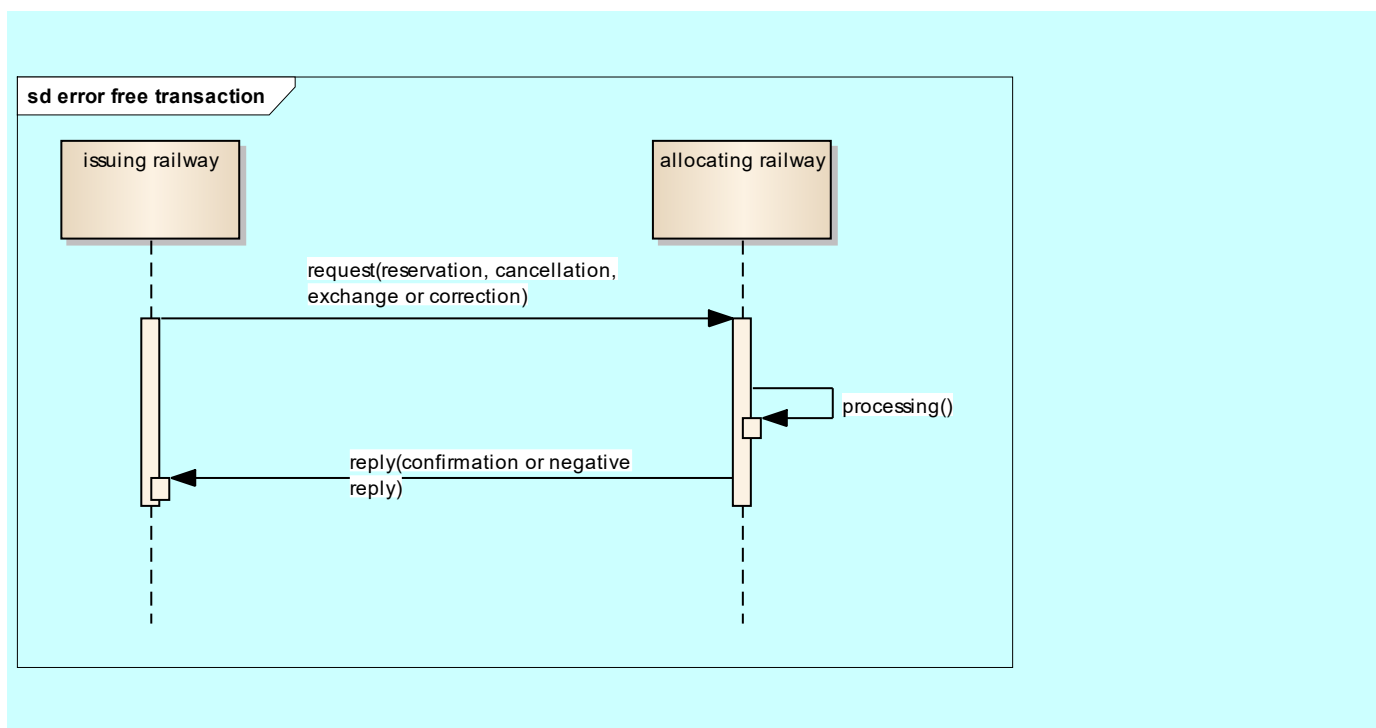 sd error free transaction
issuing railway
allocating railway
request(reservation, cancellation,
exchange or correction)
processing()
reply(confirmation or negative
reply)